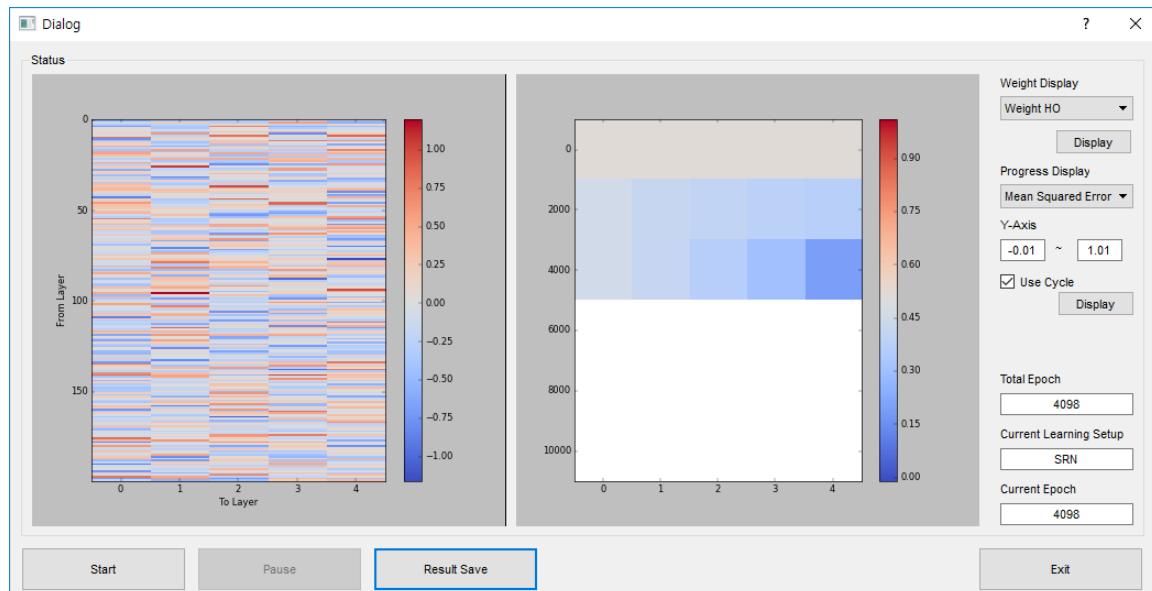 Dialog
?
Status
0
50
100
150
From Layer
0 1 2 3 4
To Layer
1.00
0.75
0.50
0.25
0.00
−0.25
−0.50
−0.75
−1.00
0
2000
4000
6000
8000
10000
0 1 2 3 4
0.90
0.75
0.60
0.45
0.30
0.15
0.00
Weight Display
Weight HO
Display
Progress Display
Mean Squared Error
Y-Axis
-0.01 ~ 1.01
Use Cycle
Display
Total Epoch
4098
Current Learning Setup
SRN
Current Epoch
4098
Start
Pause
Result Save
Exit